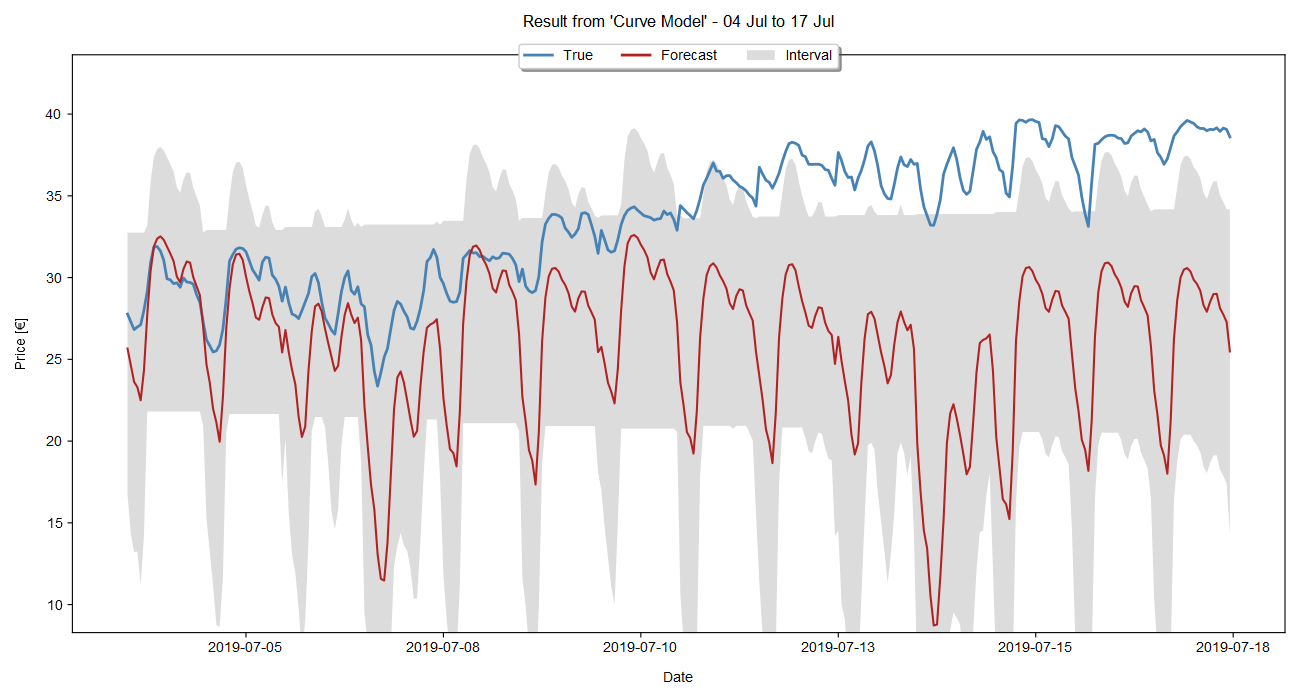 Result from 'Curve Model' - 04 Jul to 17 Jul
True Forecast Interval
40
35
30
25
20
15
10
Price [€]
2019-07-05 2019-07-08 2019-07-10 2019-07-13 2019-07-15 2019-07-18
Date